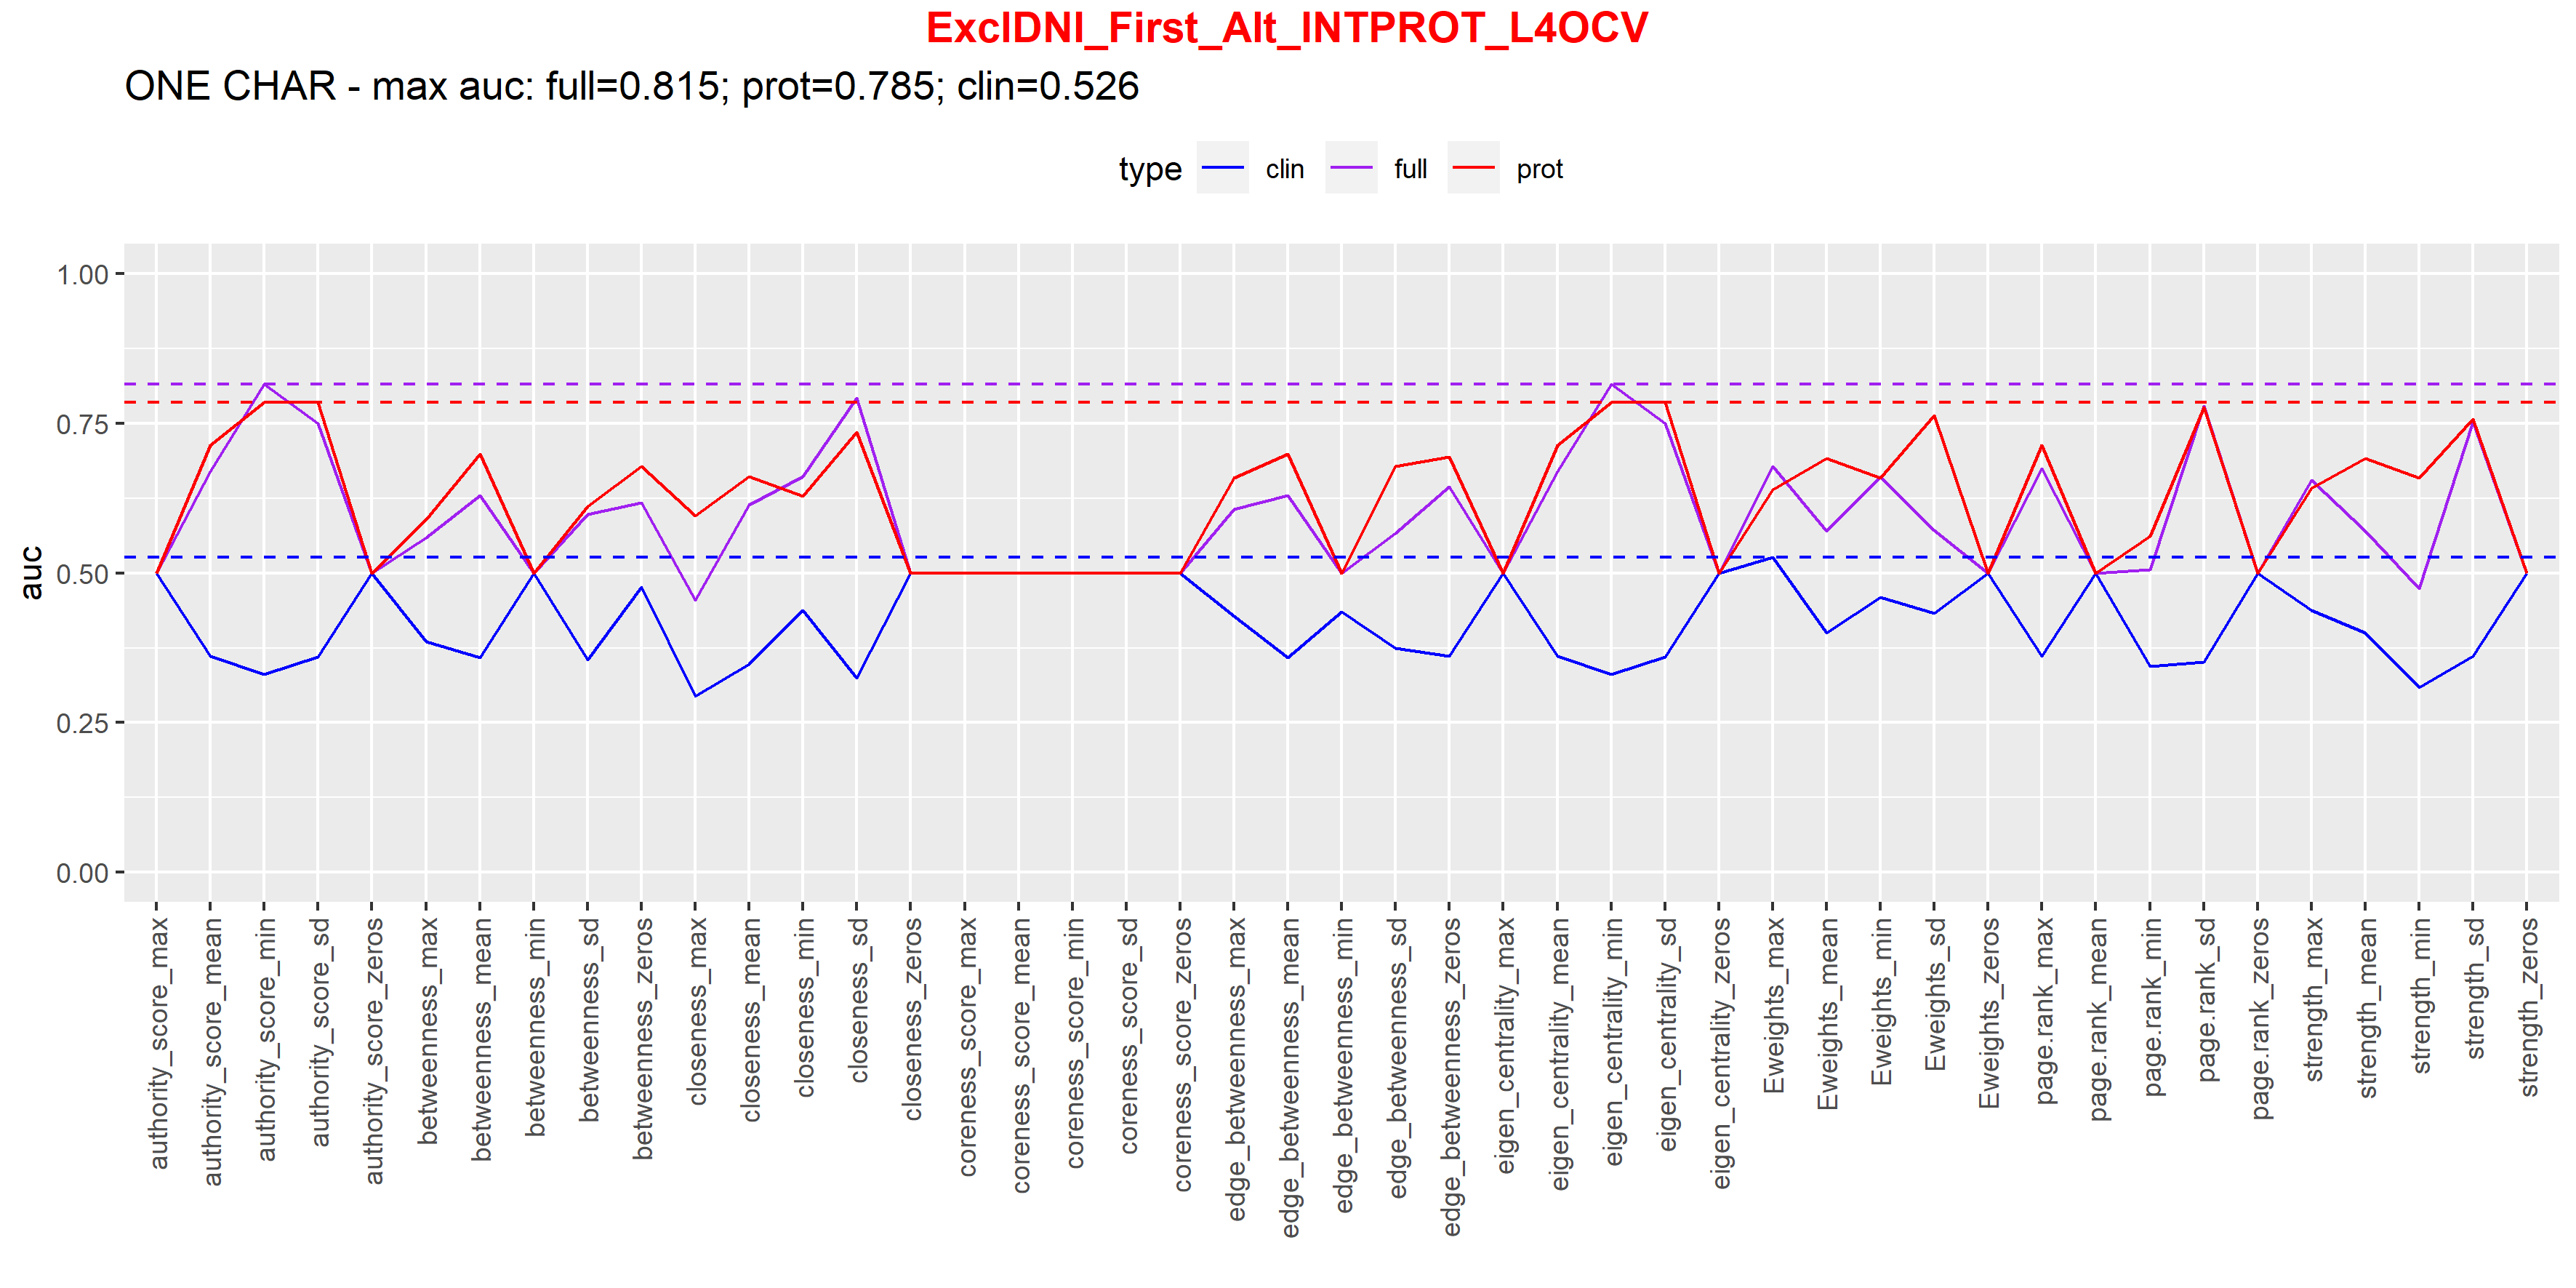 ExclDNI_First_Alt_INTPROT_L4OCV
ONE CHAR - max auc: full=0.815; prot=0.785; clin=0.526
type clin full prot
auc
1.00
0.75
0.50
0.25
0.00
authority_score_max
authority_score_mean
authority_score_min
authority_score_sd
authority_score_zeros
betweenness_max
betweenness_mean
betweenness_min
betweenness_sd
betweenness_zeros
closeness_max
closeness_mean
closeness_min
closeness_sd
closeness_zeros
coreness_score_max
coreness_score_mean
coreness_score_min
coreness_score_sd
coreness_score_zeros
edge_betweenness_max
edge_betweenness_mean
edge_betweenness_min
edge_betweenness_sd
edge_betweenness_zeros
eigen_centrality_max
eigen_centrality_mean
eigen_centrality_min
eigen_centrality_sd
eigen_centrality_zeros
Eweights_max
Eweights_mean
Eweights_min
Eweights_sd
Eweights_zeros
page.rank_max
page.rank_mean
page.rank_min
page.rank_sd
page.rank_zeros
strength_max
strength_mean
strength_min
strength_sd
strength_zeros